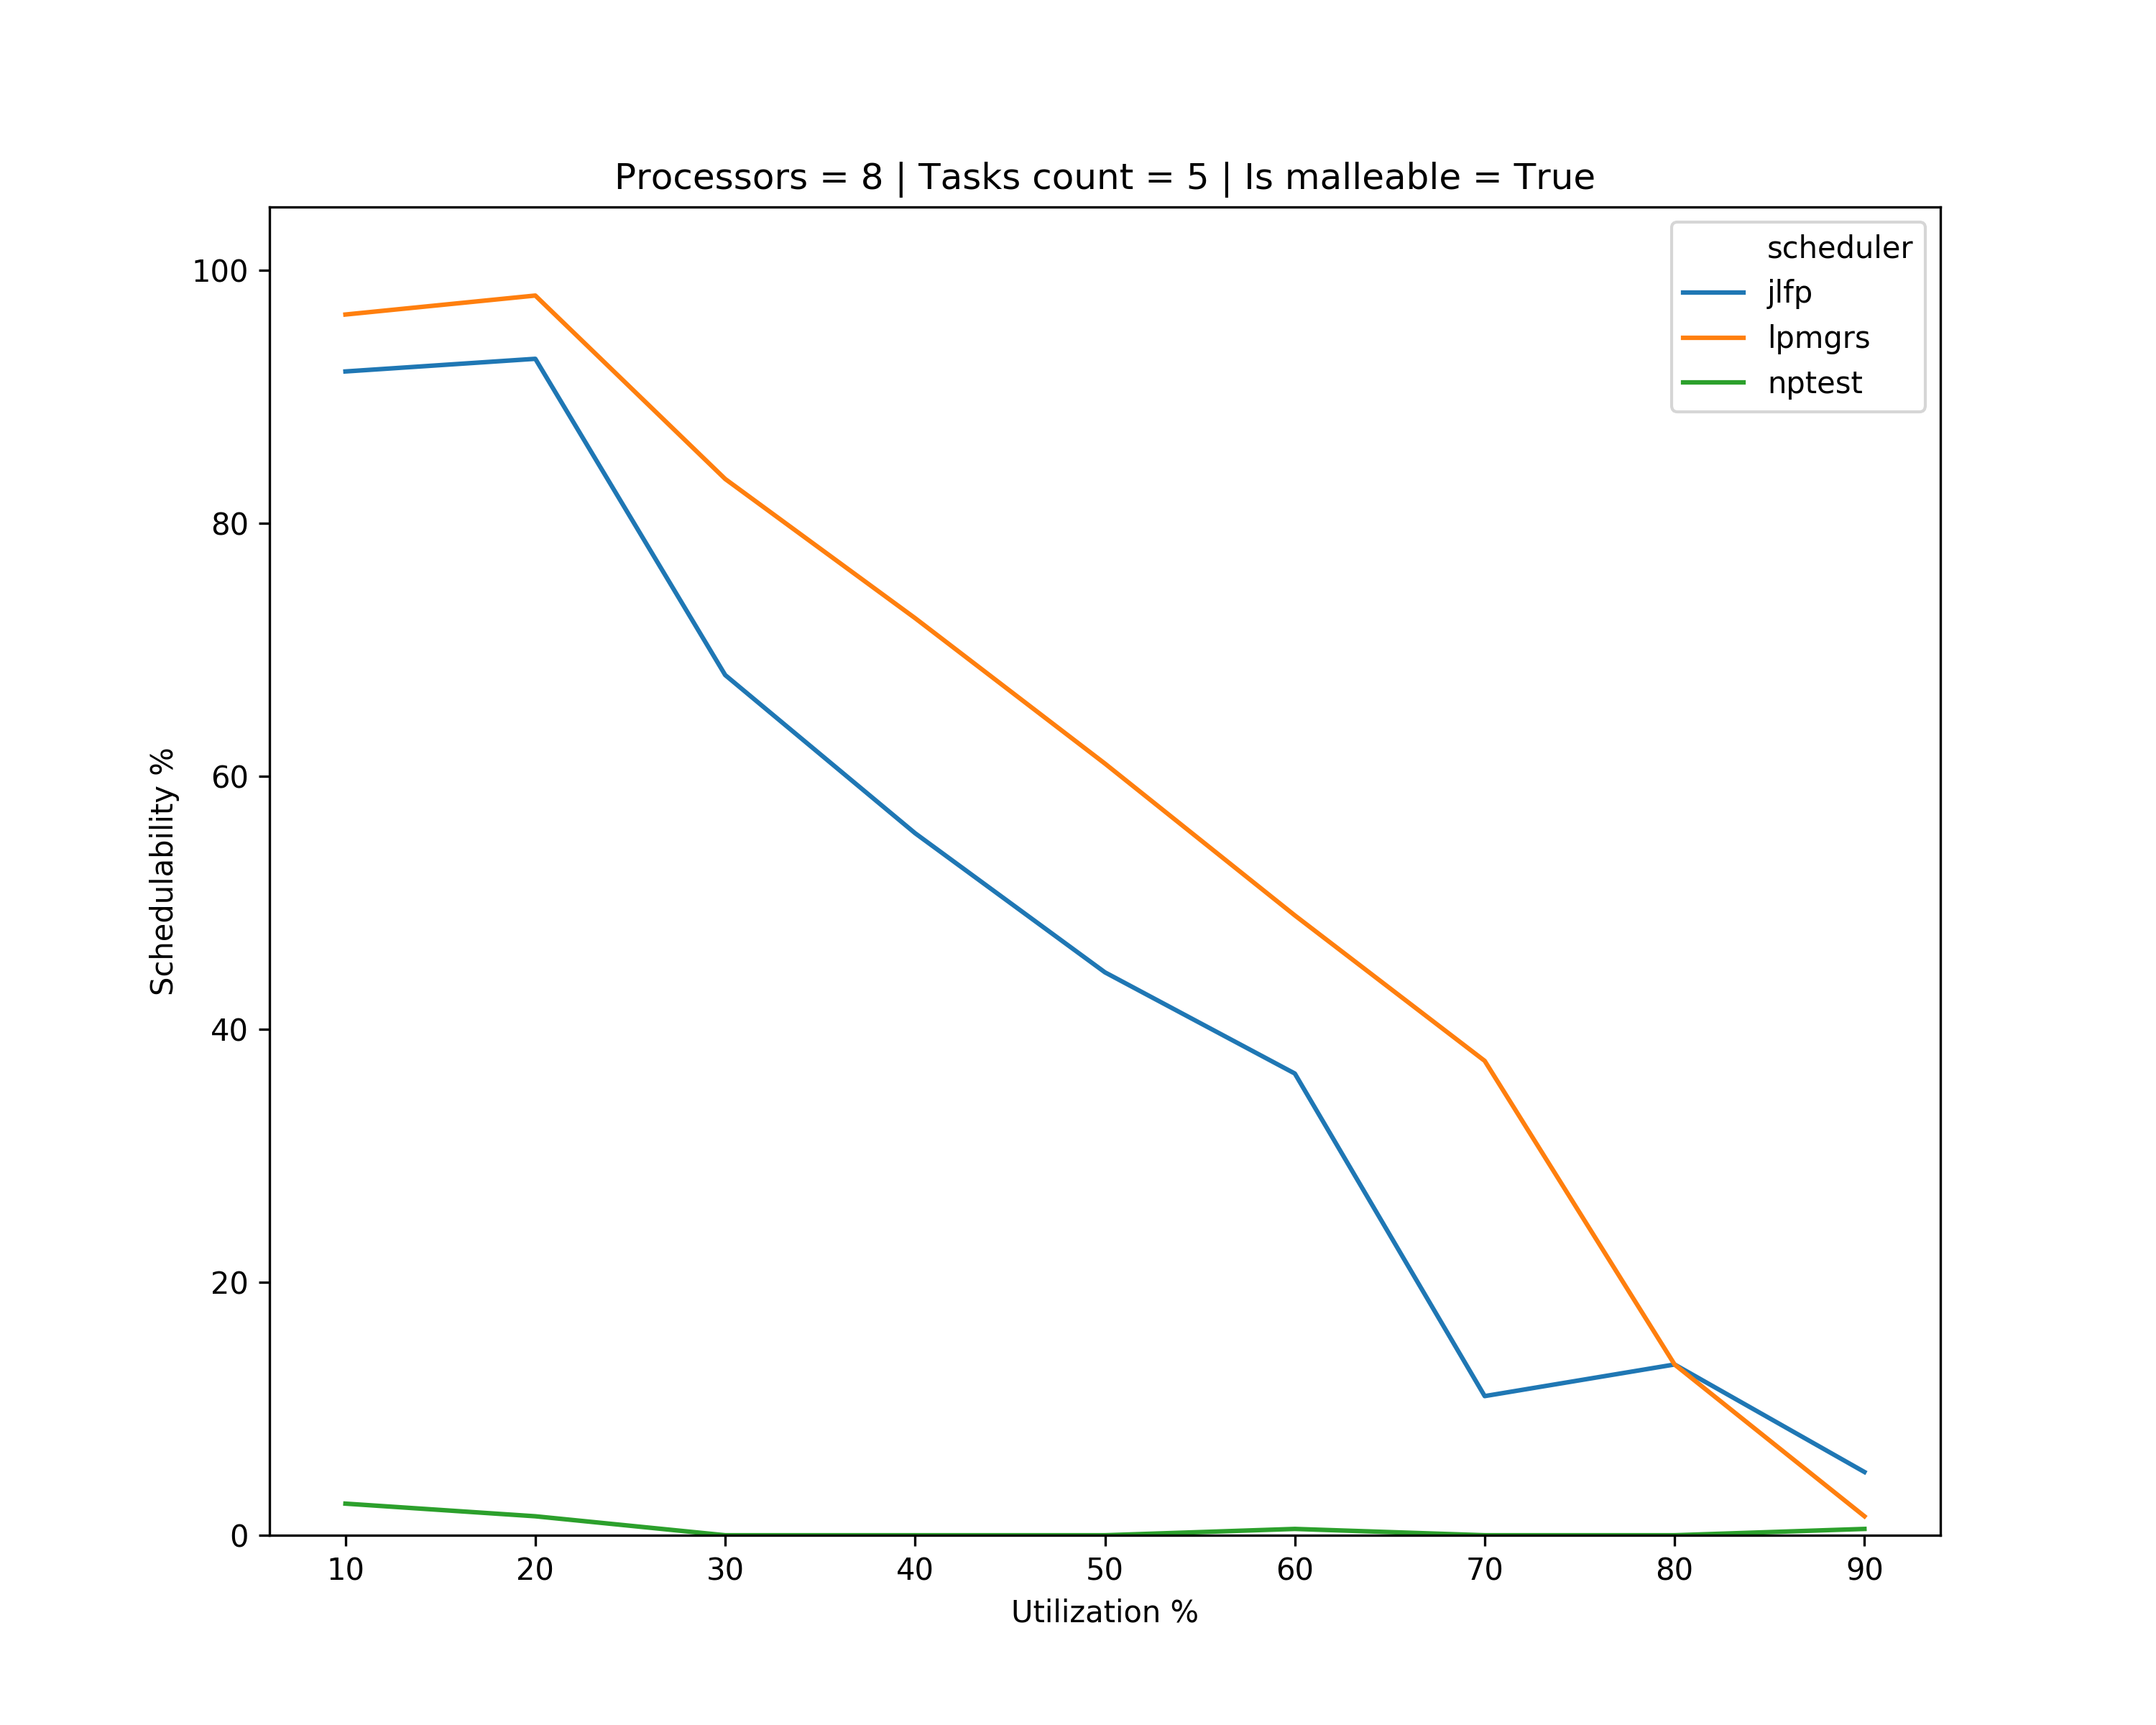 Processors = 8 | Tasks count = 5 | Is malleable = True
scheduler
jlfp
lpmgrs
nptest
Schedulability %
100
80
60
40
20
0
10 20 30 40 50 60 70 80 90
Utilization %